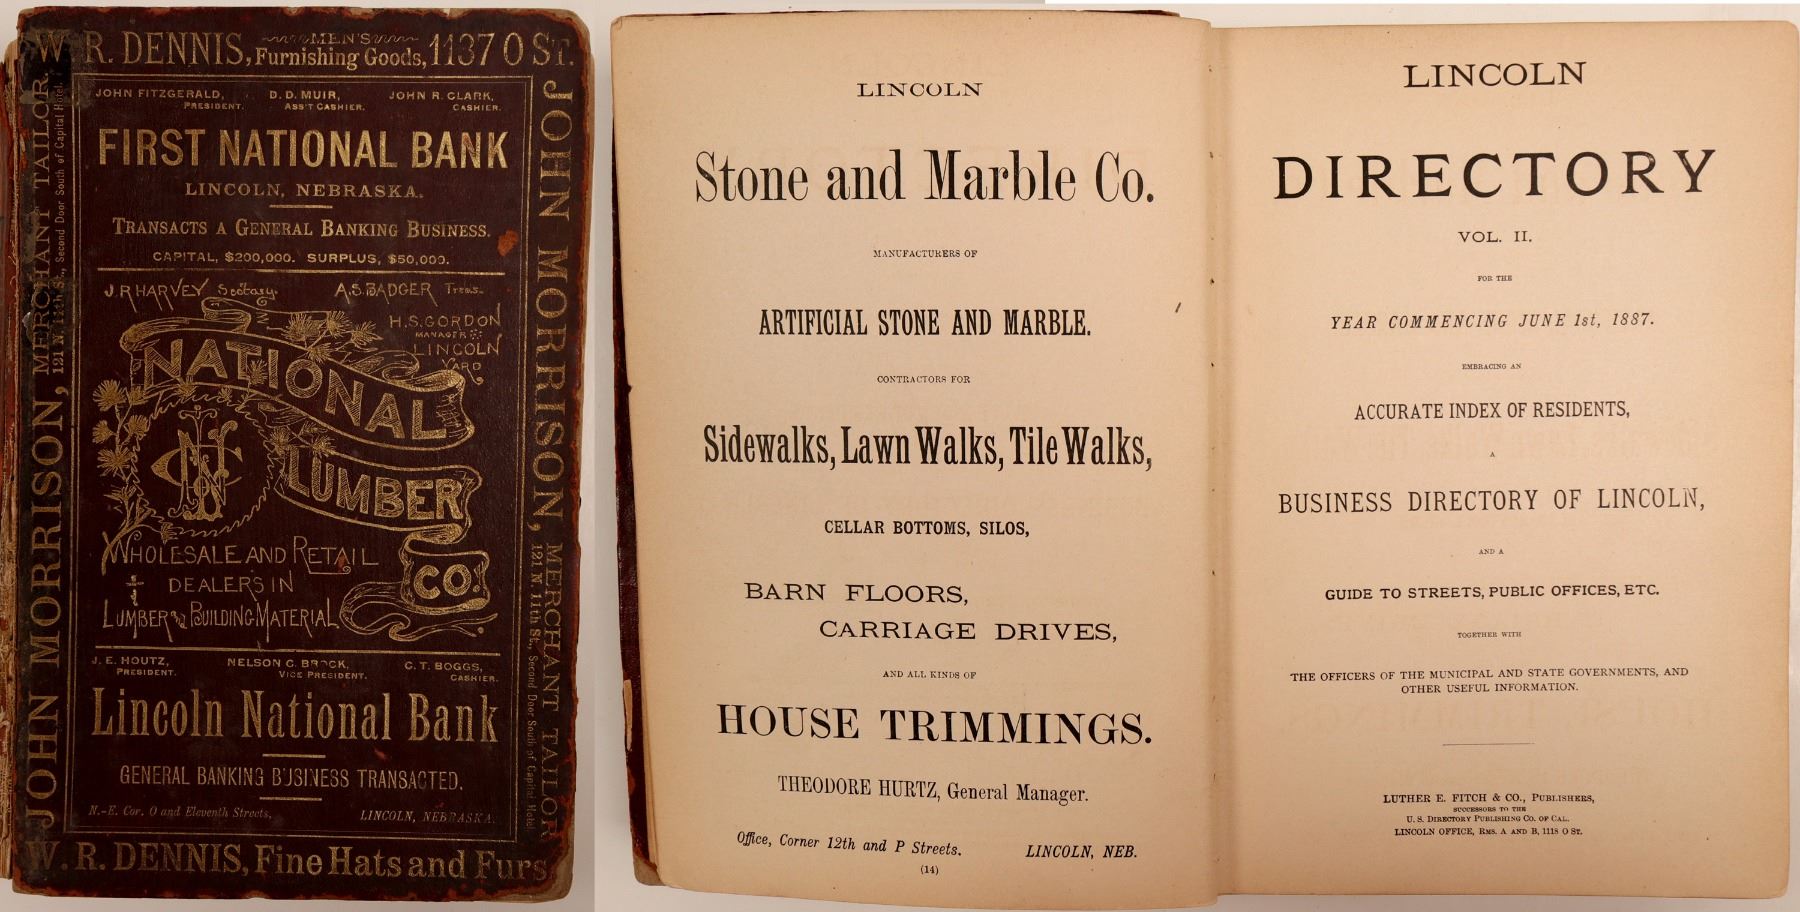 W. R. DENNIS, MEN'S Furnishing Goods, 1137 O ST.
JOHN MORRISON, MERCHANT TAILOR.
121 N. 11th St., Second Door South of Capital Hotel.
JOHN FITZGERALD, PRESIDENT.
D. D. MUIR, ASS'T CASHIER.
JOHN R. CLARK, CASHIER.
FIRST NATIONAL BANK
LINCOLN, NEBRASKA.
TRANSACTS A GENERAL BANKING BUSINESS.
CAPITAL, $200,000. SURPLUS, $50,000.
J. R HARVEY Sec'tary.
A.S. BADGER Treas.
H.S. GORDON
MANAGER
LINCOLN
YARD
NATIONAL
LUMBER
CO.
WHOLESALE AND RETAIL
DEALERS IN
LUMBER and BUILDING MATERIAL
J. E. HOUTZ, PRESIDENT.
NELSON C. BROCK, VICE PRESIDENT.
C. T. BOGGS, CASHIER.
Lincoln National Bank
GENERAL BANKING BUSINESS TRANSACTED.
N.-E. Cor. O and Eleventh Streets, LINCOLN, NEBRASKA.
JOHN MORRISON, MERCHANT TAILOR
121 N. 11th St., Second Door South of Capital Hotel
W. R. DENNIS, Fine Hats and Furs
LINCOLN
Stone and Marble Co.
MANUFACTURERS OF
ARTIFICIAL STONE AND MARBLE.
CONTRACTORS FOR
Sidewalks, Lawn Walks, Tile Walks,
CELLAR BOTTOMS, SILOS,
BARN FLOORS,
CARRIAGE DRIVES,
AND ALL KINDS OF
HOUSE TRIMMINGS.
THEODORE HURTZ, General Manager.
Office, Corner 12th and P Streets. LINCOLN, NEB.
(14)
LINCOLN
DIRECTORY
VOL. II.
FOR THE
YEAR COMMENCING JUNE 1st, 1887.
EMBRACING AN
ACCURATE INDEX OF RESIDENTS,
A
BUSINESS DIRECTORY OF LINCOLN,
AND A
GUIDE TO STREETS, PUBLIC OFFICES, ETC.
TOGETHER WITH
THE OFFICERS OF THE MUNICIPAL AND STATE GOVERNMENTS, AND
OTHER USEFUL INFORMATION.
LUTHER E. FITCH & CO., PUBLISHERS,
SUCCESSORS TO THE
U. S. DIRECTORY PUBLISHING CO. OF CAL.
LINCOLN OFFICE, RMS. A AND B, 1118 O ST.